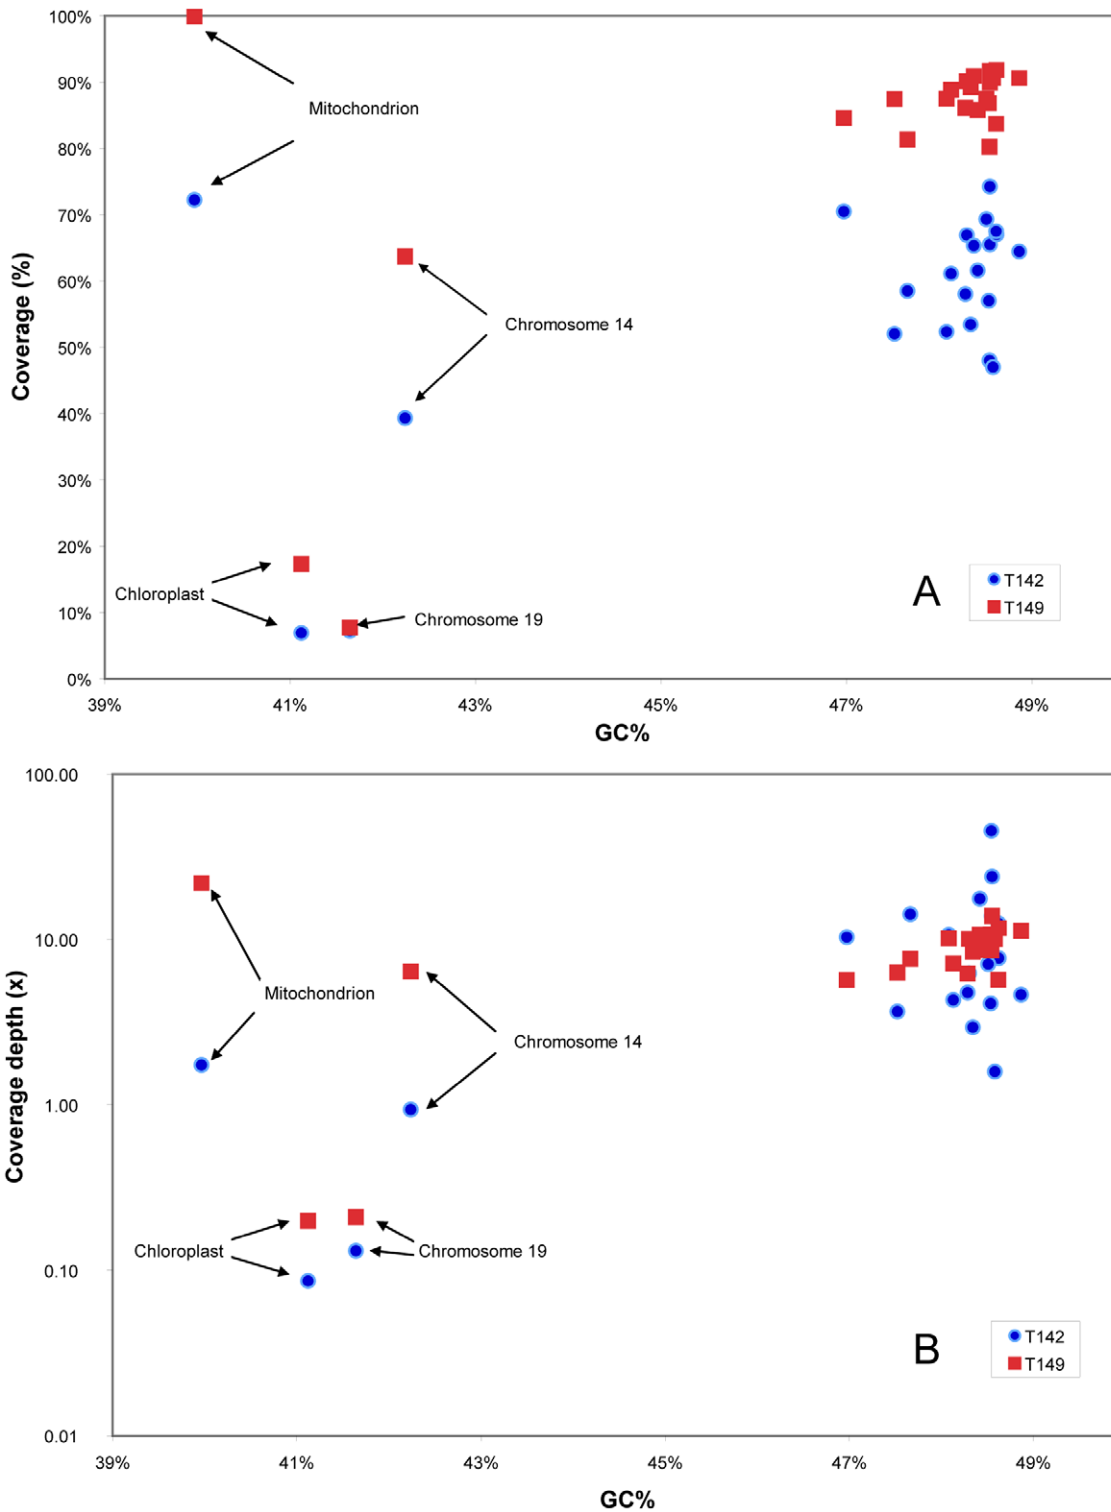 100%
90%
80%
70%
60%
50%
40%
30%
20%
10%
0%
Coverage (%)
Mitochondrion
Chromosome 14
Chloroplast
Chromosome 19
A
T142
T149
39%
41%
43%
45%
47%
49%
GC%
100.00
10.00
1.00
0.10
0.01
Coverage depth (x)
Mitochondrion
Chromosome 14
Chloroplast
Chromosome 19
B
T142
T149
39%
41%
43%
45%
47%
49%
GC%